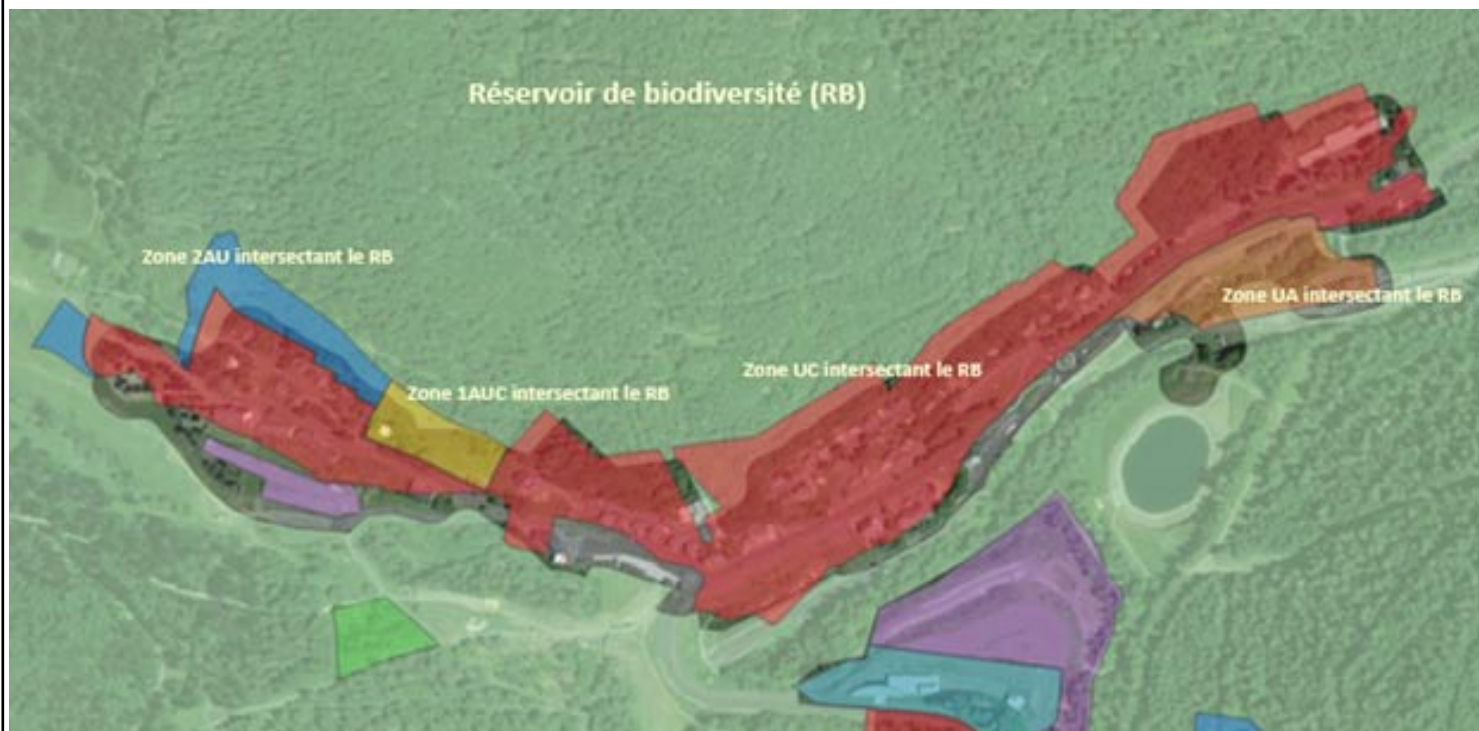 Réservoir de biodiversité (RB)
Zone 2AU intersectant le RB
Zone UA intersectant le RB
Zone UC intersectant le RB
Zone 1AUC intersectant le RB